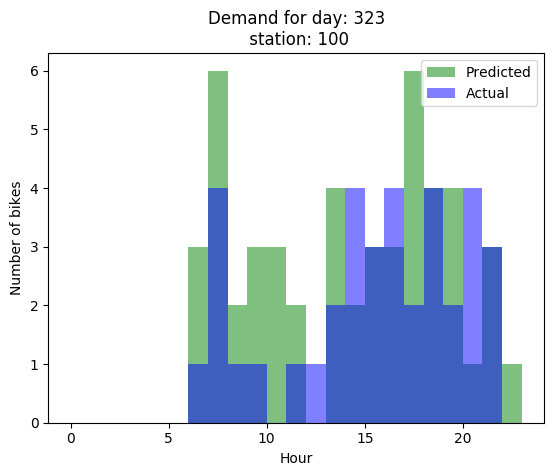 Demand for day: 323
station: 100
Predicted
Actual
6
5
4
3
2
1
0
Number of bikes
0
5
10
15
20
Hour